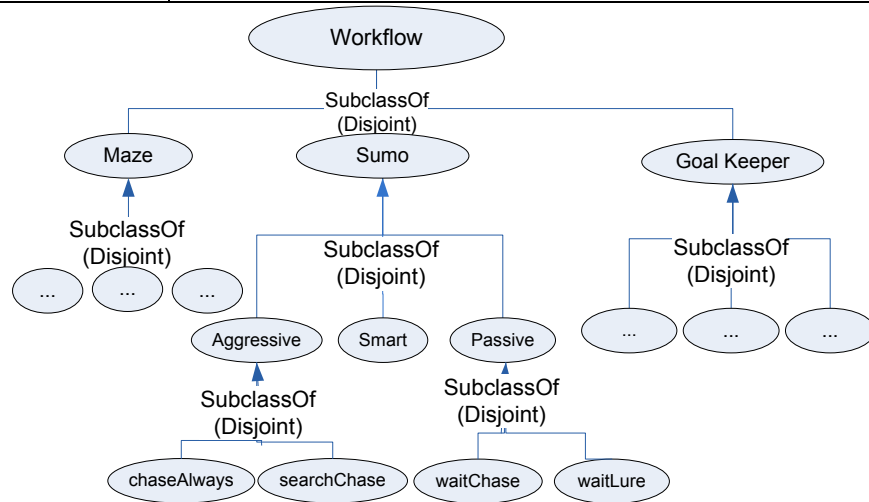 Workflow
SubclassOf
(Disjoint)
Maze
Sumo
Goal Keeper
SubclassOf
(Disjoint)
SubclassOf
(Disjoint)
SubclassOf
(Disjoint)
...
...
...
...
...
...
Aggressive
Smart
Passive
SubclassOf
(Disjoint)
SubclassOf
(Disjoint)
chaseAlways
searchChase
waitChase
waitLure